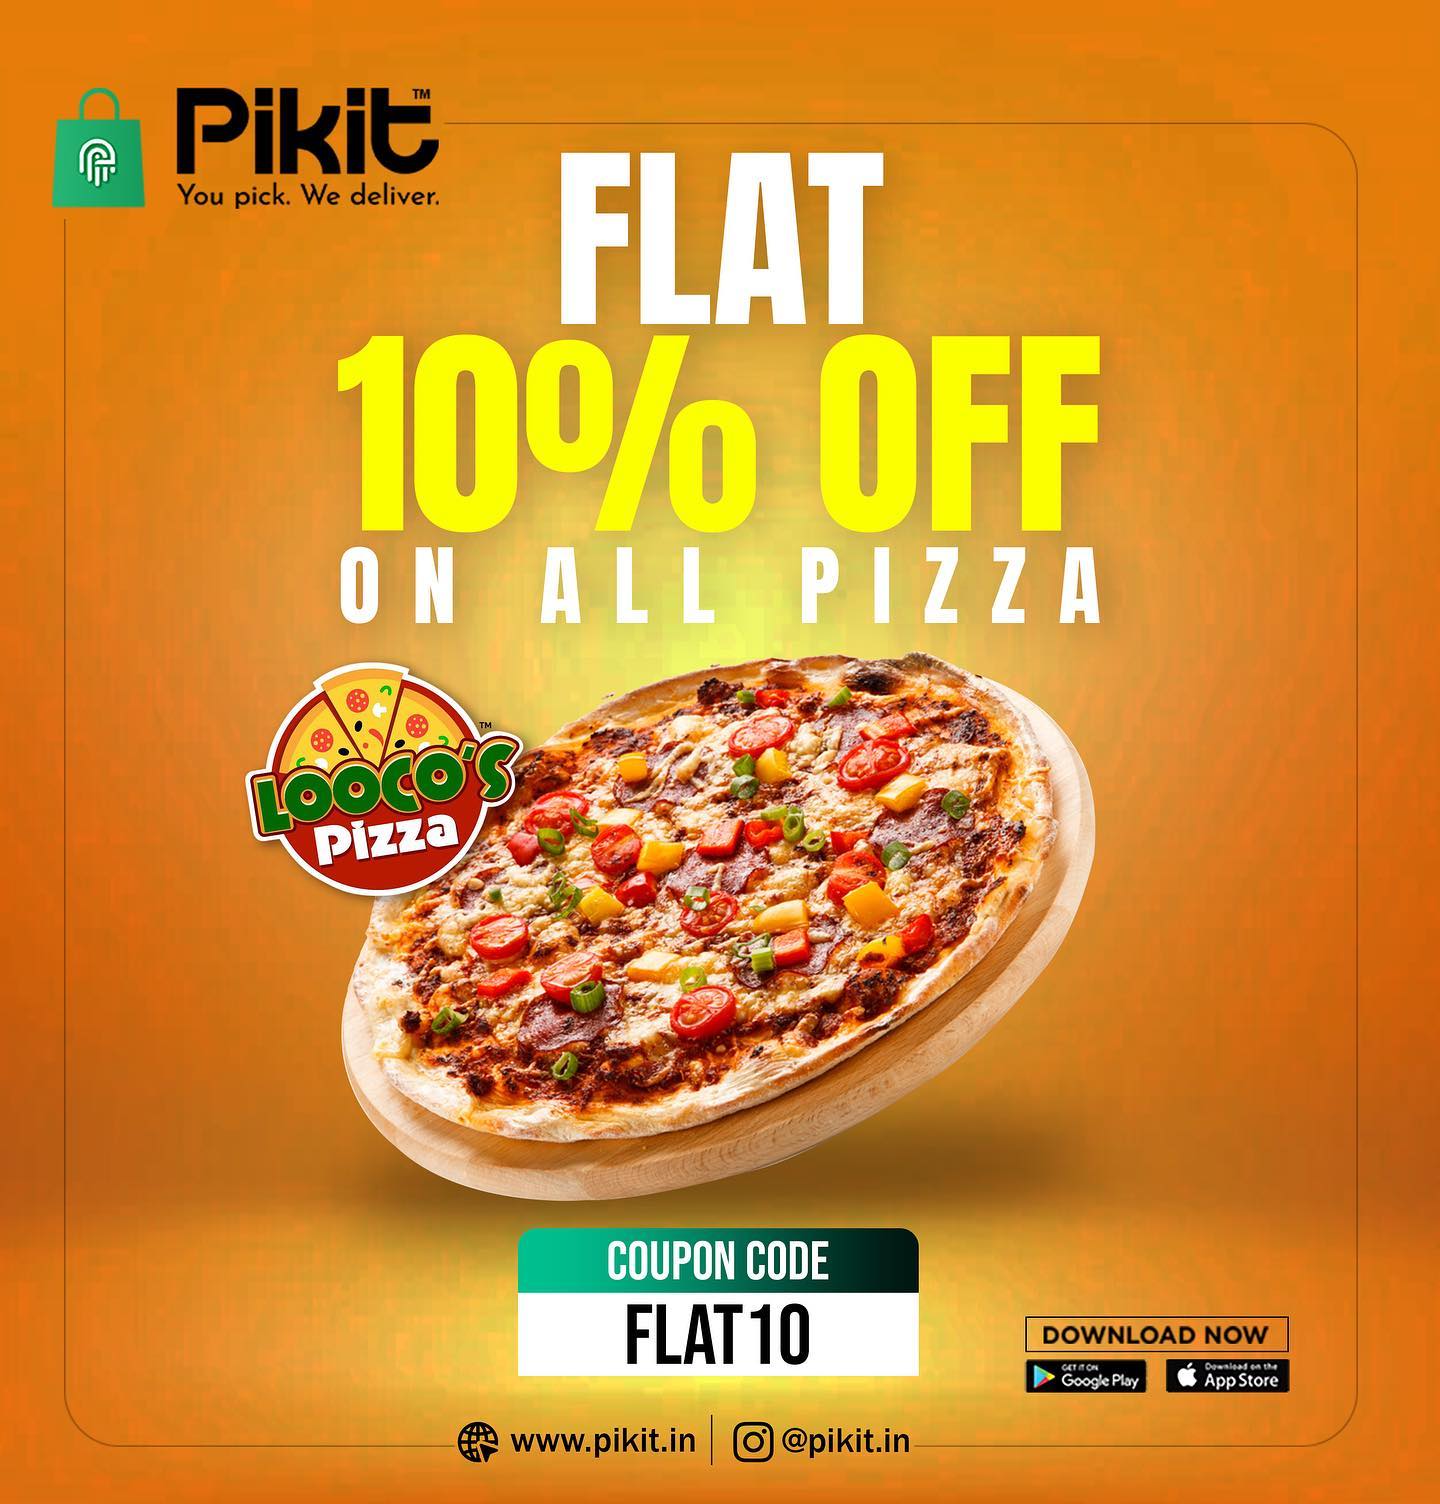 Pikit™
You pick. We deliver.
FLAT
10% OFF
ON ALL PIZZA
LOOCO'S™
Pizza
COUPON CODE
FLAT10
DOWNLOAD NOW
GET IT ON
Google Play
Download on the
App Store
www.pikit.in
@pikit.in